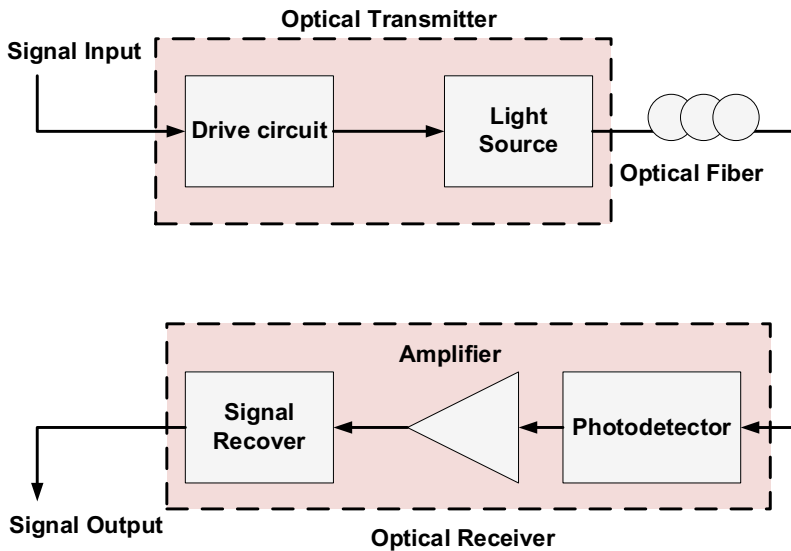 Optical Transmitter
Signal Input
Drive circuit
Light
Source
Optical Fiber
Amplifier
Signal
Recover
Photodetector
Signal Output
Optical Receiver